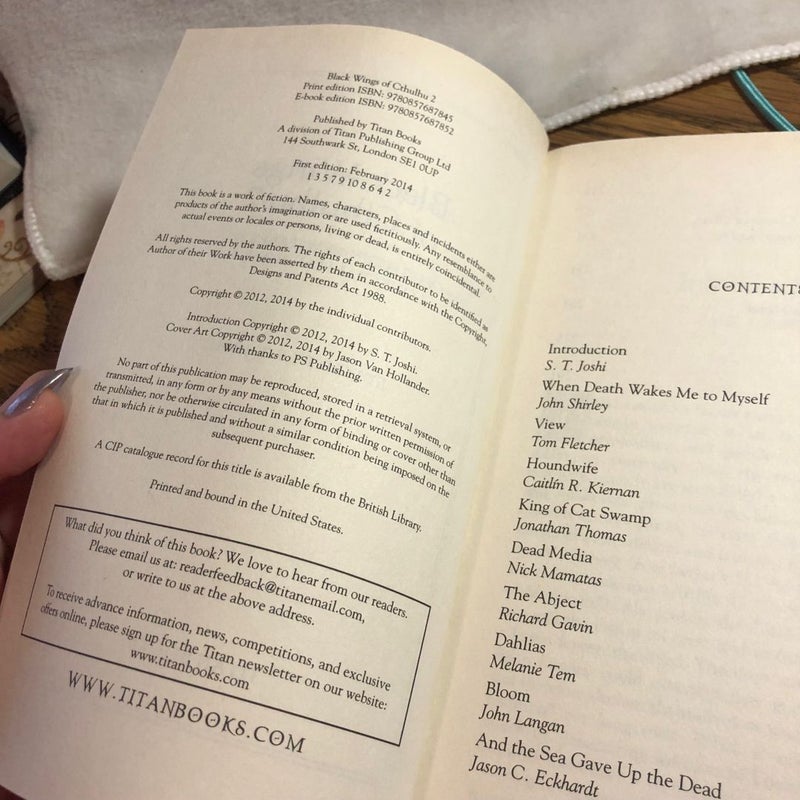 Black Wings of Cthulhu 2
Print edition ISBN: 9780857687845
E-book edition ISBN: 9780857687852
Published by Titan Books
A division of Titan Publishing Group Ltd
144 Southwark St, London SE1 0UP
First edition: February 2014
1 3 5 7 9 10 8 6 4 2
This book is a work of fiction. Names, characters, places and incidents either are
products of the author's imagination or are used fictitiously. Any resemblance to
actual events or locales or persons, living or dead, is entirely coincidental.
All rights reserved by the authors. The rights of each contributor to be identified as
Author of their Work have been asserted by them in accordance with the Copyright,
Designs and Patents Act 1988.
Copyright © 2012, 2014 by the individual contributors.
Introduction Copyright © 2012, 2014 by S. T. Joshi.
Cover Art Copyright © 2012, 2014 by Jason Van Hollander.
With thanks to PS Publishing.
No part of this publication may be reproduced, stored in a retrieval system, or
transmitted, in any form or by any means without the prior written permission of
the publisher, nor be otherwise circulated in any form of binding or cover other than
that in which it is published and without a similar condition being imposed on the
subsequent purchaser.
A CIP catalogue record for this title is available from the British Library.
Printed and bound in the United States.
What did you think of this book? We love to hear from our readers.
Please email us at: readerfeedback@titanemail.com,
or write to us at the above address.
To receive advance information, news, competitions, and exclusive
offers online, please sign up for the Titan newsletter on our website:
www.titanbooks.com
WWW.TITANBOOKS.COM
CONTENTS
Introduction
S. T. Joshi
When Death Wakes Me to Myself
John Shirley
View
Tom Fletcher
Houndwife
Caitlín R. Kiernan
King of Cat Swamp
Jonathan Thomas
Dead Media
Nick Mamatas
The Abject
Richard Gavin
Dahlias
Melanie Tem
Bloom
John Langan
And the Sea Gave Up the Dead
Jason C. Eckhardt